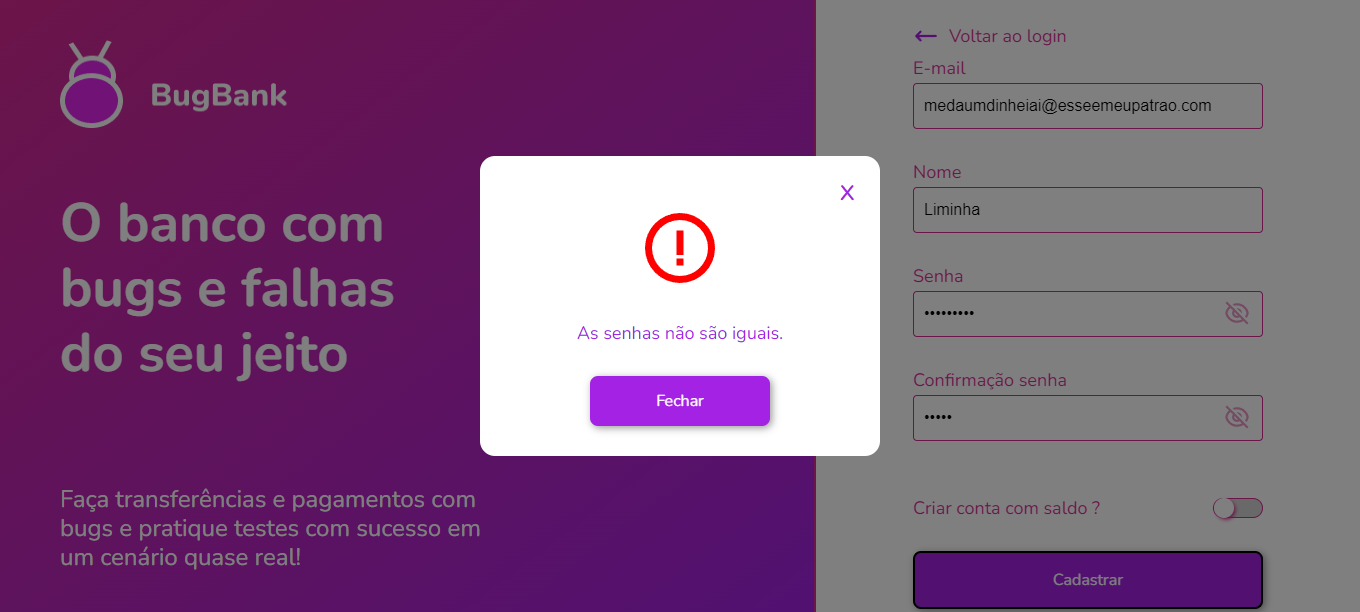 BugBank
O banco com
bugs e falhas
do seu jeito
Faça transferências e pagamentos com
bugs e pratique testes com sucesso em
um cenário quase real!
X
As senhas não são iguais.
Fechar
Voltar ao login
E-mail
medaumdinheiai@esseemeupatrao.com
Nome
Liminha
Senha
•••••••••
Confirmação senha
•••••
Criar conta com saldo ?
Cadastrar